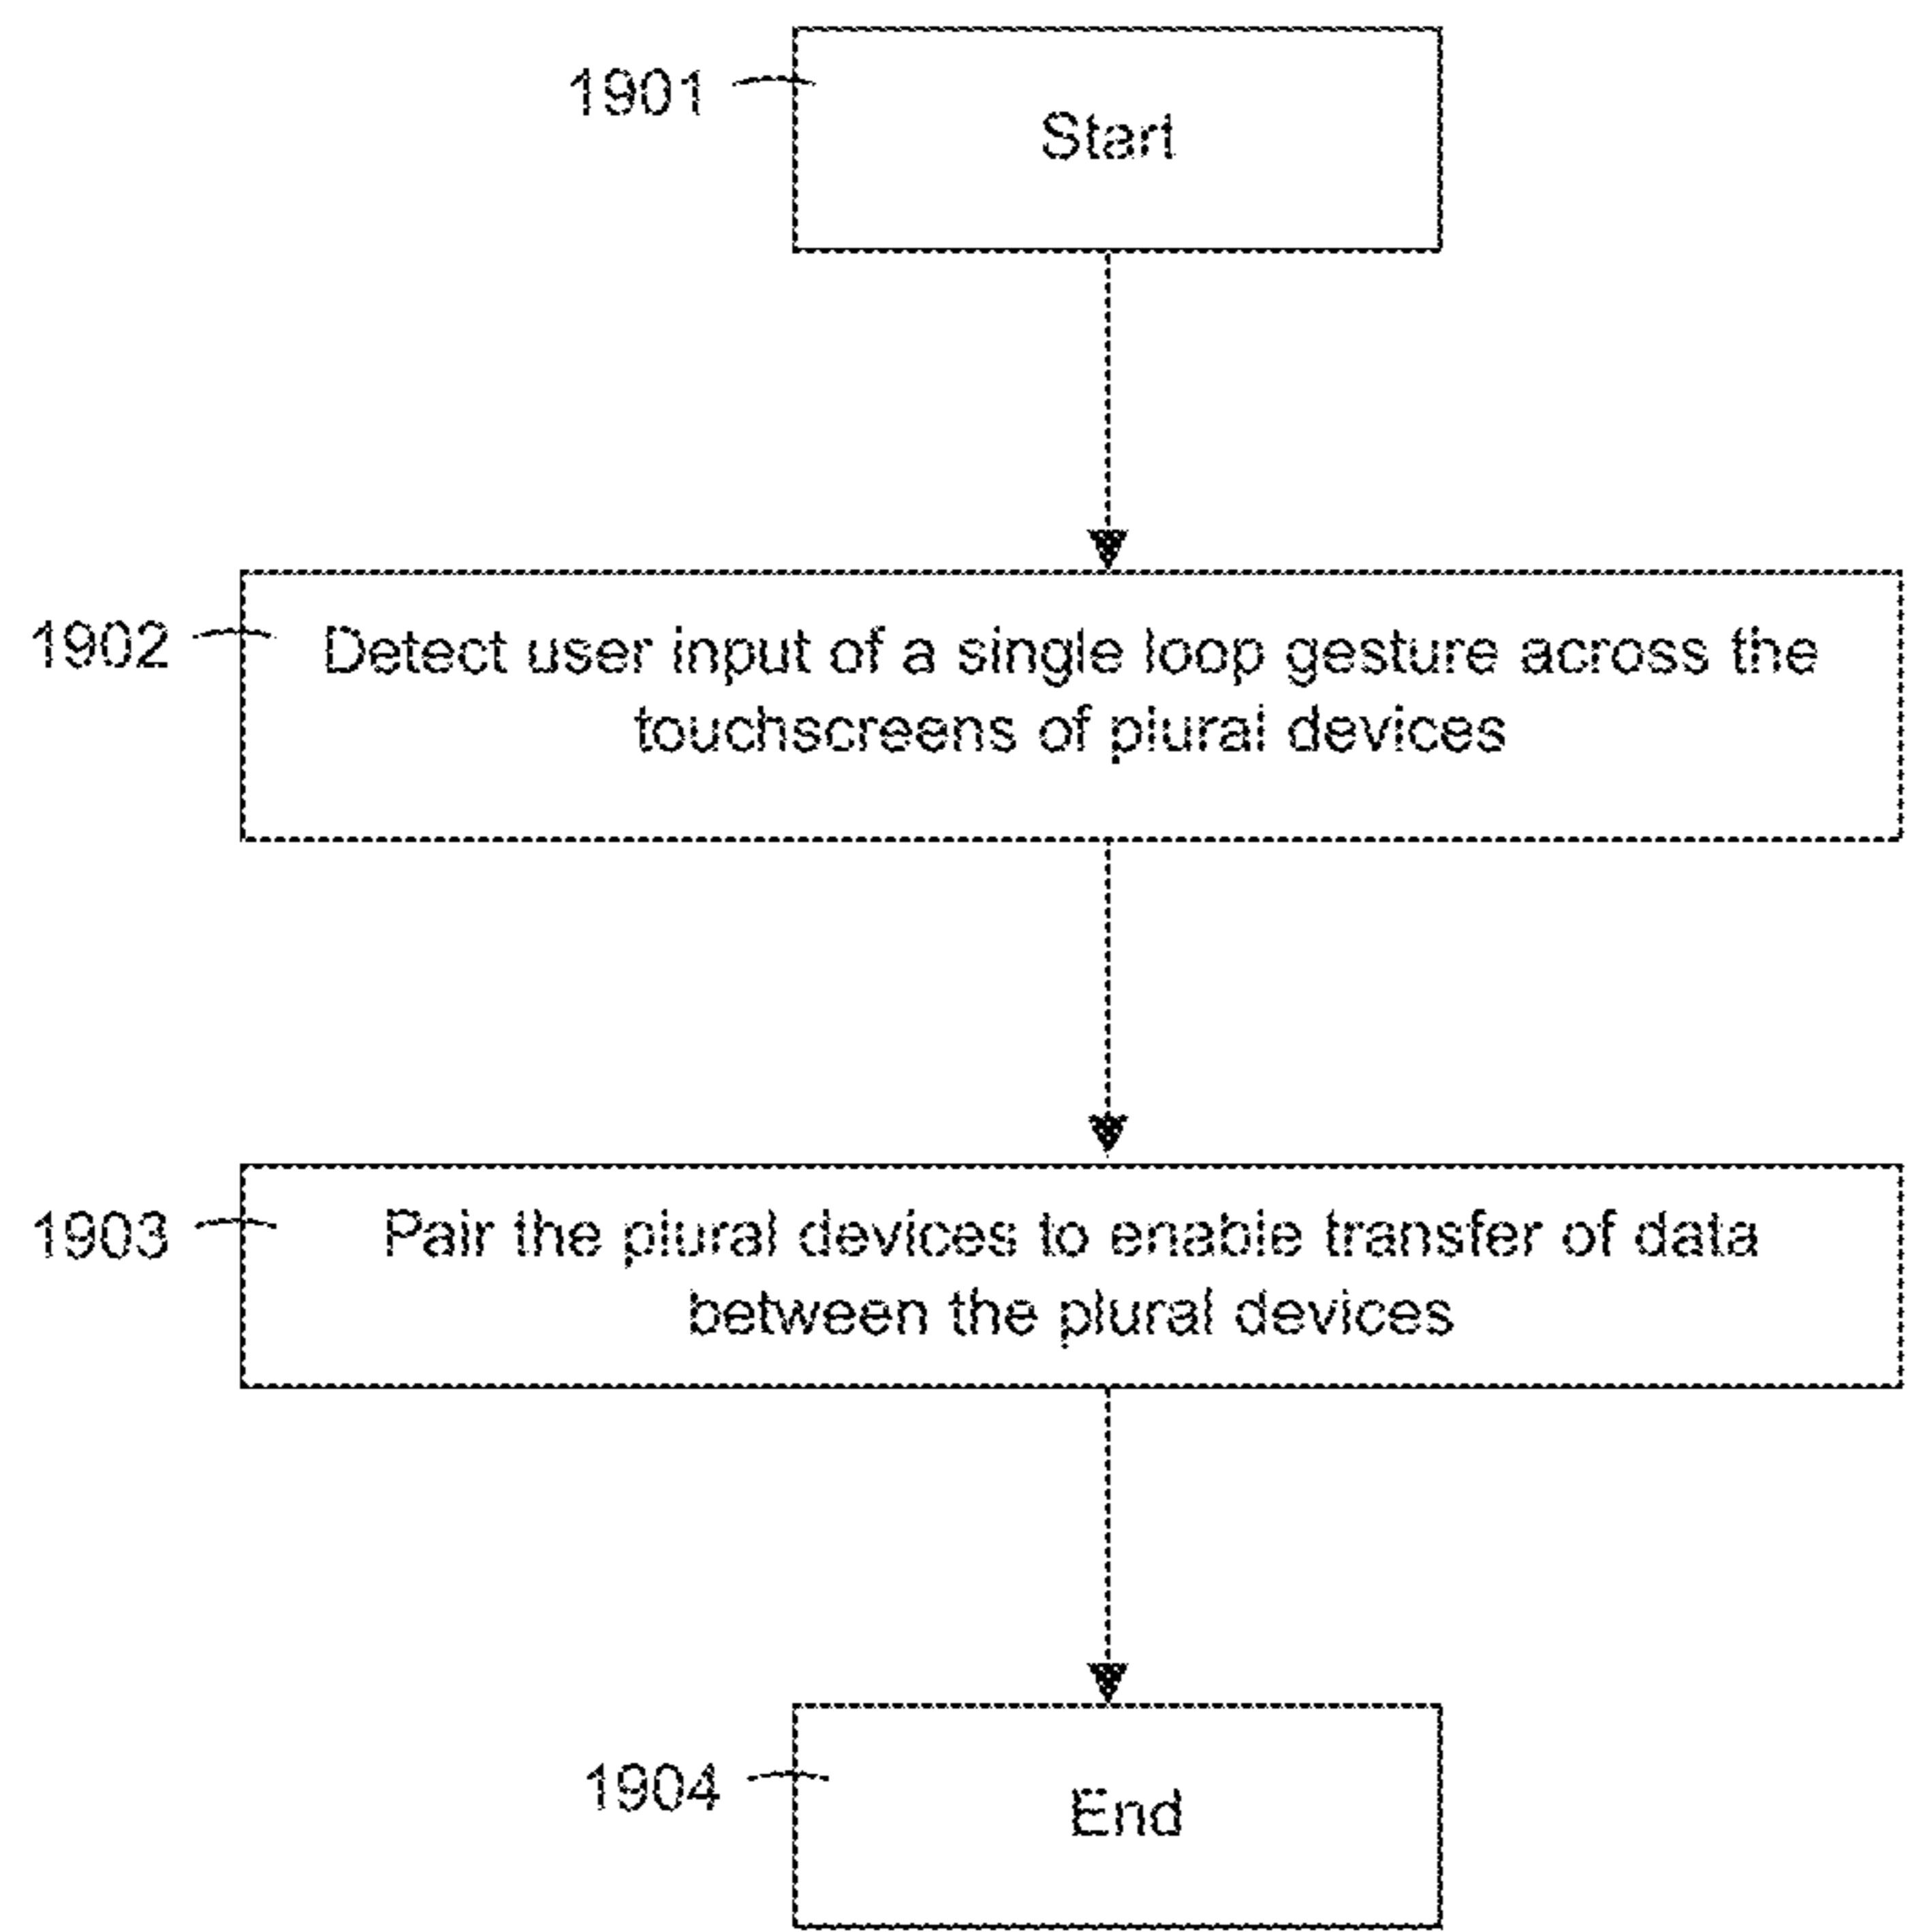 1901
Start
1902
Detect user input of a single loop gesture across the
touchscreens of plural devices
1903
Pair the plural devices to enable transfer of data
between the plural devices
1904
End